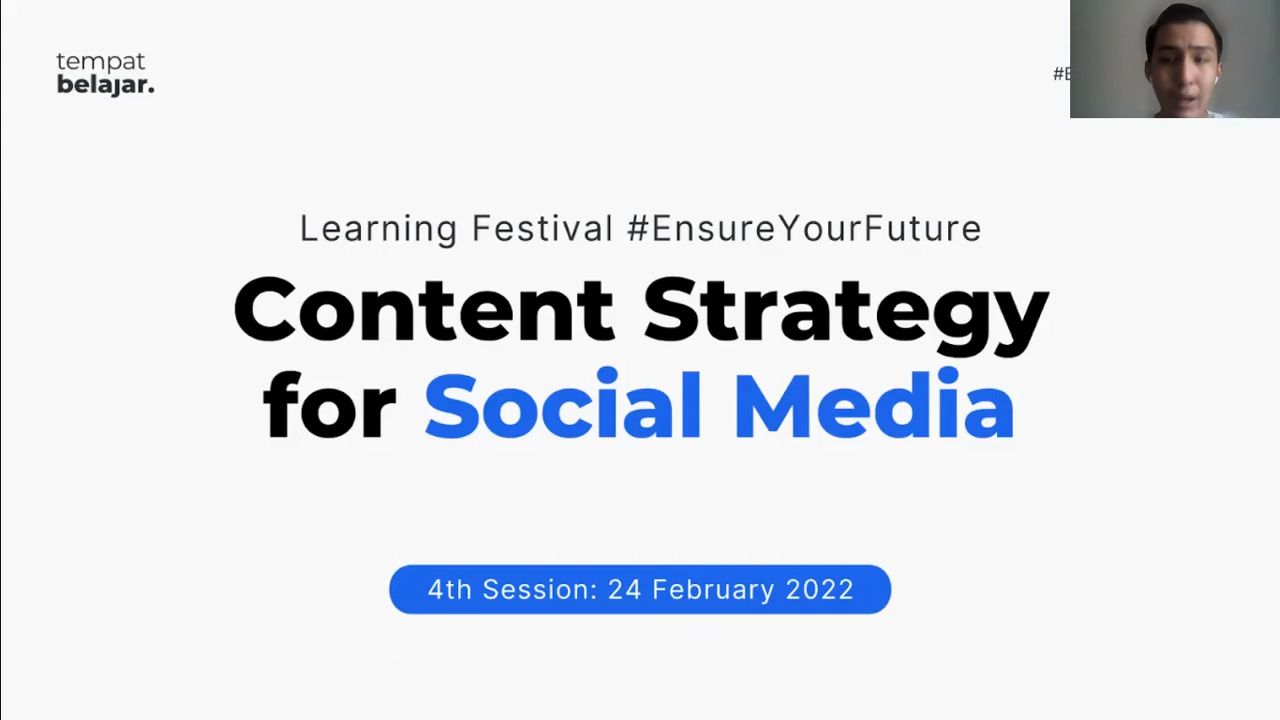 tempat
belajar.
Learning Festival #EnsureYourFuture
Content Strategy
for Social Media
4th Session: 24 February 2022